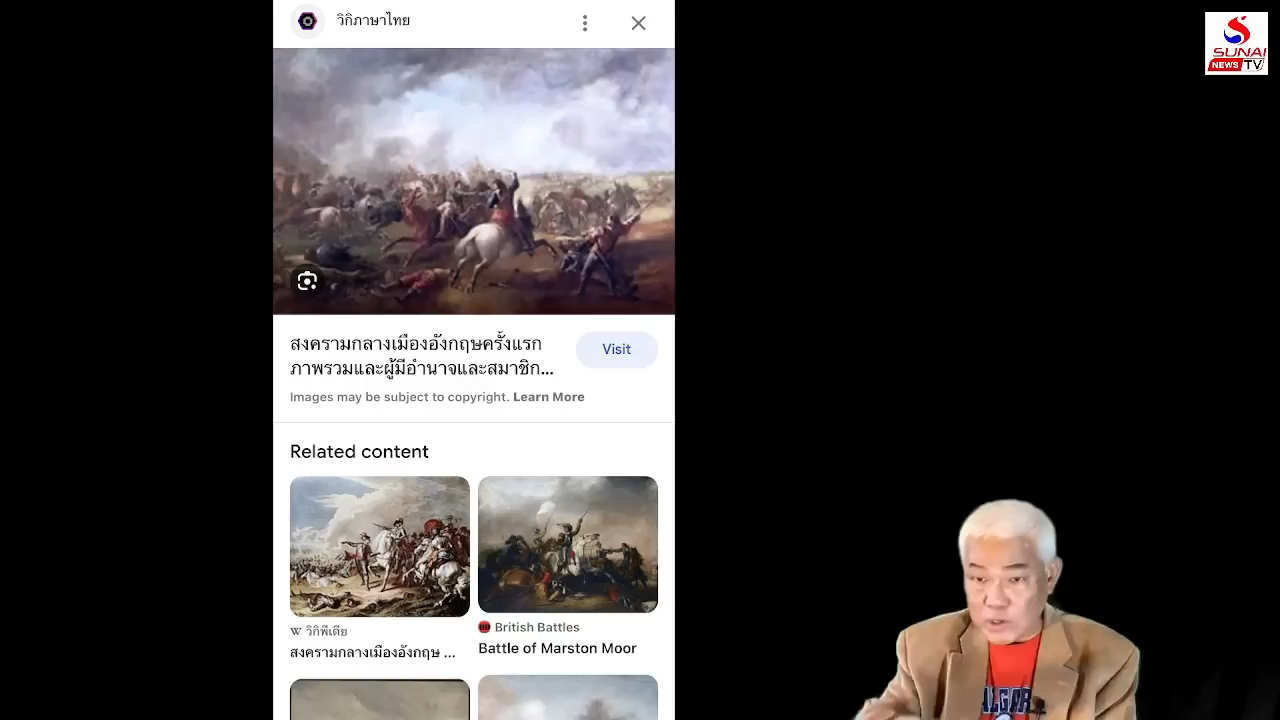 วิกิภาษาไทย
SUNAI
NEWS TV
สงครามกลางเมืองอังกฤษครั้งแรก
ภาพรวมและผู้มีอำนาจและสมาชิก...
Visit
Images may be subject to copyright. Learn More
Related content
W วิกิพีเดีย
สงครามกลางเมืองอังกฤษ ...
British Battles
Battle of Marston Moor